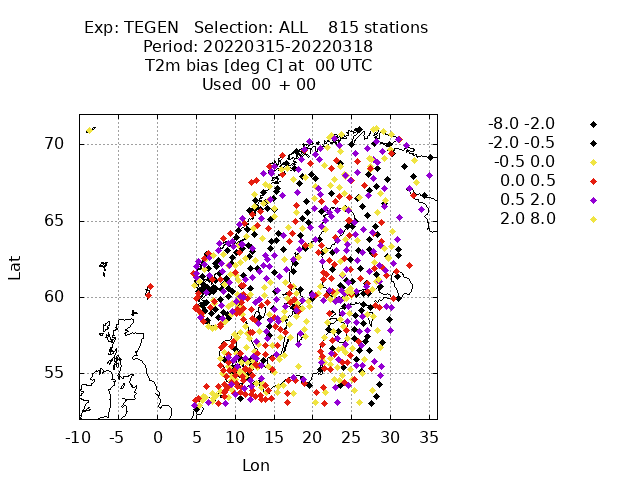 Exp: TEGEN   Selection: ALL    815 stations
Period: 20220315-20220318
T2m bias [deg C] at  00 UTC
Used  00 + 00
-8.0 -2.0
-2.0 -0.5
-0.5 0.0
0.0 0.5
0.5 2.0
2.0 8.0
70
65
60
55
Lat
-10 -5 0 5 10 15 20 25 30 35
Lon